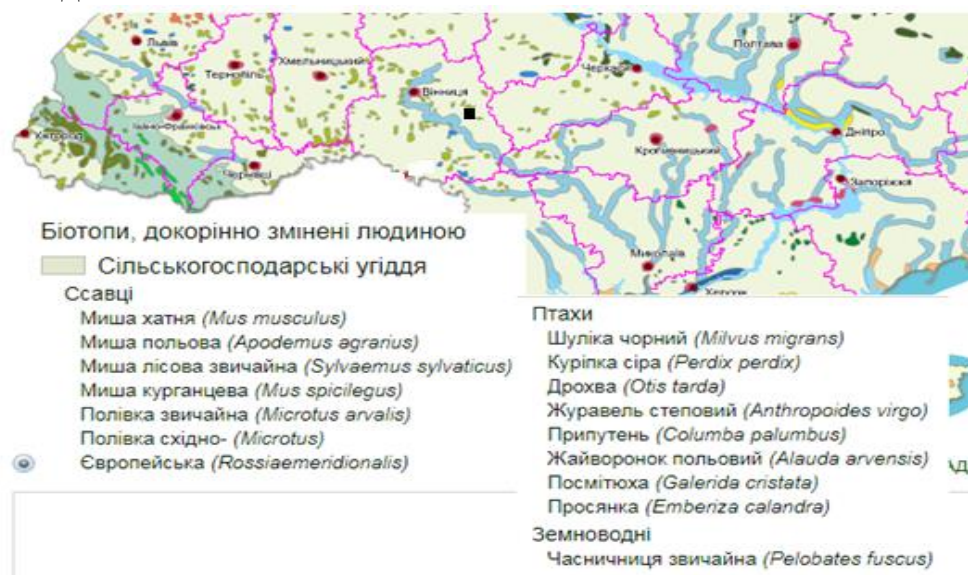 Львів
Тернопіль
Хмельницький
Вінниця
Черкаси
Полтава
Ужгород
Івано-Франківськ
Чернівці
Кропивницький
Дніпро
Запоріжжя
Миколаїв
Херсон
Біотопи, докорінно змінені людиною
Сільськогосподарські угіддя
Ссавці
Миша хатня (Mus musculus)
Миша польова (Apodemus agrarius)
Миша лісова звичайна (Sylvaemus sylvaticus)
Миша курганцева (Mus spicilegus)
Полівка звичайна (Microtus arvalis)
Полівка східно- (Microtus)
Європейська (Rossiaemeridionalis)
Птахи
Шуліка чорний (Milvus migrans)
Куріпка сіра (Perdix perdix)
Дрохва (Otis tarda)
Журавель степовий (Anthropoides virgo)
Припутень (Columba palumbus)
Жайворонок польовий (Alauda arvensis)
Посмітюха (Galerida cristata)
Просянка (Emberiza calandra)
Земноводні
Часничниця звичайна (Pelobates fuscus)